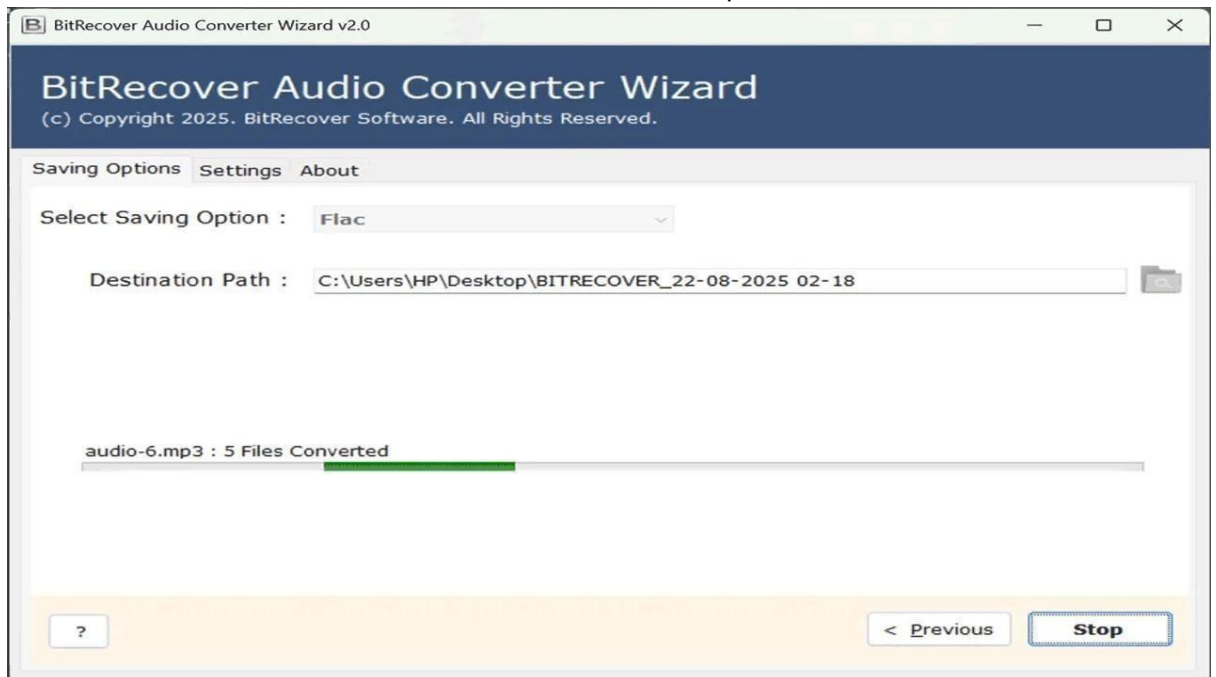 BitRecover Audio Converter Wizard v2.0
BitRecover Audio Converter Wizard
(c) Copyright 2025. BitRecover Software. All Rights Reserved.
Saving Options Settings About
Select Saving Option : Flac
Destination Path : C:\Users\HP\Desktop\BITRECOVER_22-08-2025 02-18
audio-6.mp3 : 5 Files Converted
? < Previous Stop